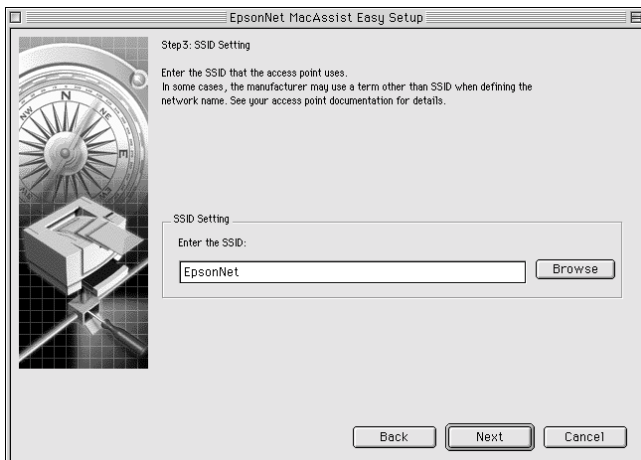 EpsonNet MacAssist Easy Setup
Step3: SSID Setting
Enter the SSID that the access point uses.
In some cases, the manufacturer may use a term other than SSID when defining the
network name. See your access point documentation for details.
N
NE
E
NW
SSID Setting
Enter the SSID:
EpsonNet
Browse
Back
Next
Cancel